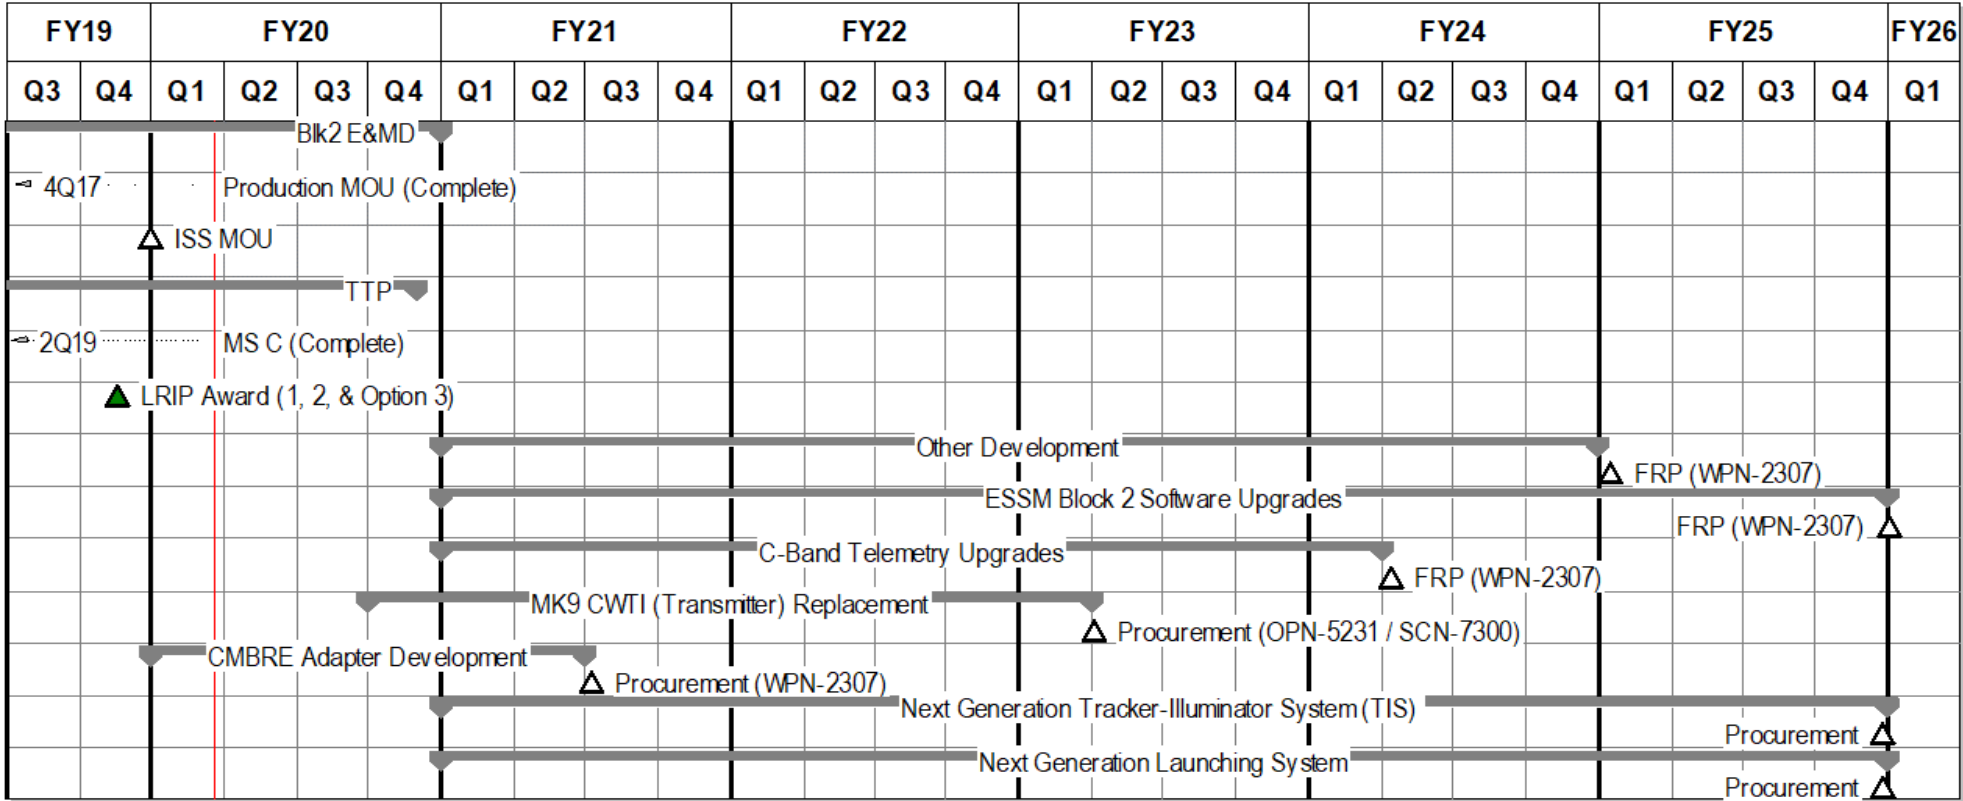 FY19 FY20 FY21 FY22 FY23 FY24 FY25 FY26
Q3 Q4 Q1 Q2 Q3 Q4 Q1 Q2 Q3 Q4 Q1 Q2 Q3 Q4 Q1 Q2 Q3 Q4 Q1 Q2 Q3 Q4 Q1 Q2 Q3 Q4 Q1
Blk2 E&MD
4Q17 Production MOU (Complete)
ISS MOU
TTP
2Q19 MS C (Complete)
LRIP Award (1, 2, & Option 3)
Other Development
FRP (WPN-2307)
ESSM Block 2 Software Upgrades
FRP (WPN-2307)
C-Band Telemetry Upgrades
FRP (WPN-2307)
MK9 CWTI (Transmitter) Replacement
Procurement (OPN-5231 / SCN-7300)
CMBRE Adapter Development
Procurement (WPN-2307)
Next Generation Tracker-Illuminator System (TIS)
Procurement
Next Generation Launching System
Procurement